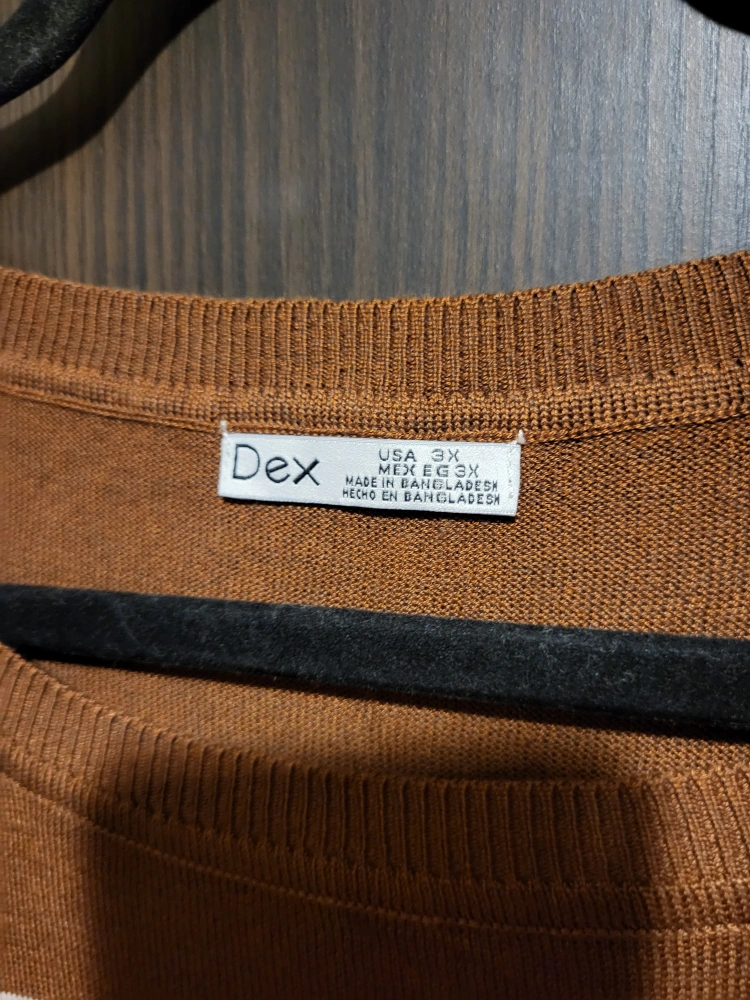 Dex
USA 3X
MEX EG 3X
MADE IN BANGLADESH
HECHO EN BANGLADESH